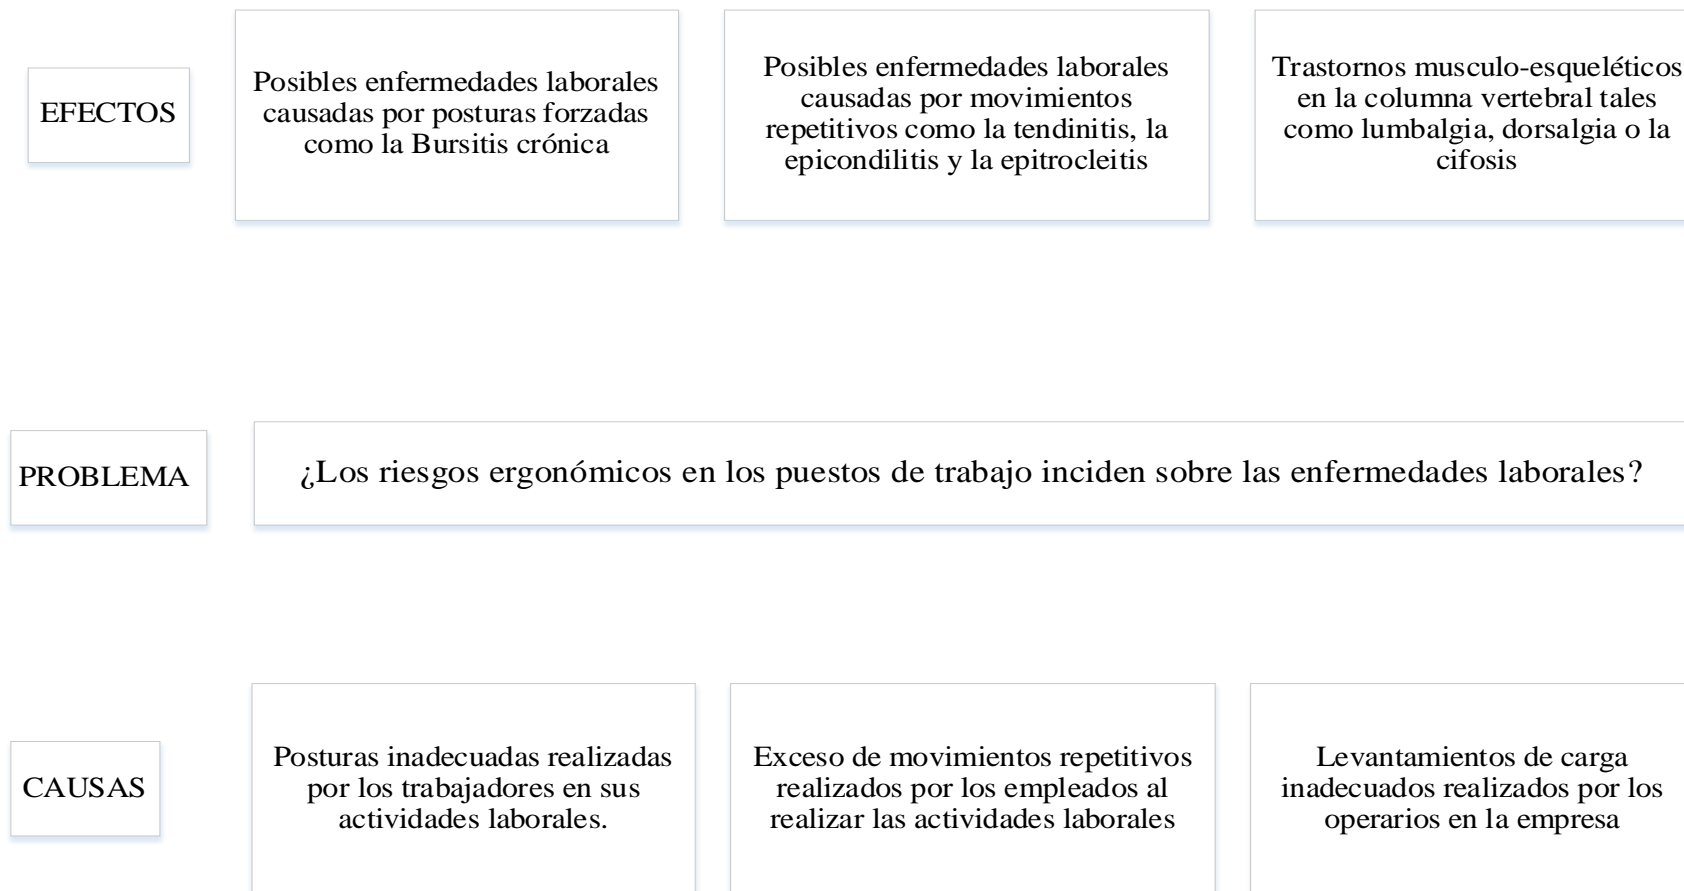 EFECTOS
Posibles enfermedades laborales
causadas por posturas forzadas
como la Bursitis crónica
Posibles enfermedades laborales
causadas por movimientos
repetitivos como la tendinitis, la
epicondilitis y la epitrocleitis
Trastornos musculo-esqueléticos
en la columna vertebral tales
como lumbalgia, dorsalgia o la
cifosis
PROBLEMA
¿Los riesgos ergonómicos en los puestos de trabajo inciden sobre las enfermedades laborales?
CAUSAS
Posturas inadecuadas realizadas
por los trabajadores en sus
actividades laborales.
Exceso de movimientos repetitivos
realizados por los empleados al
realizar las actividades laborales
Levantamientos de carga
inadecuados realizados por los
operarios en la empresa